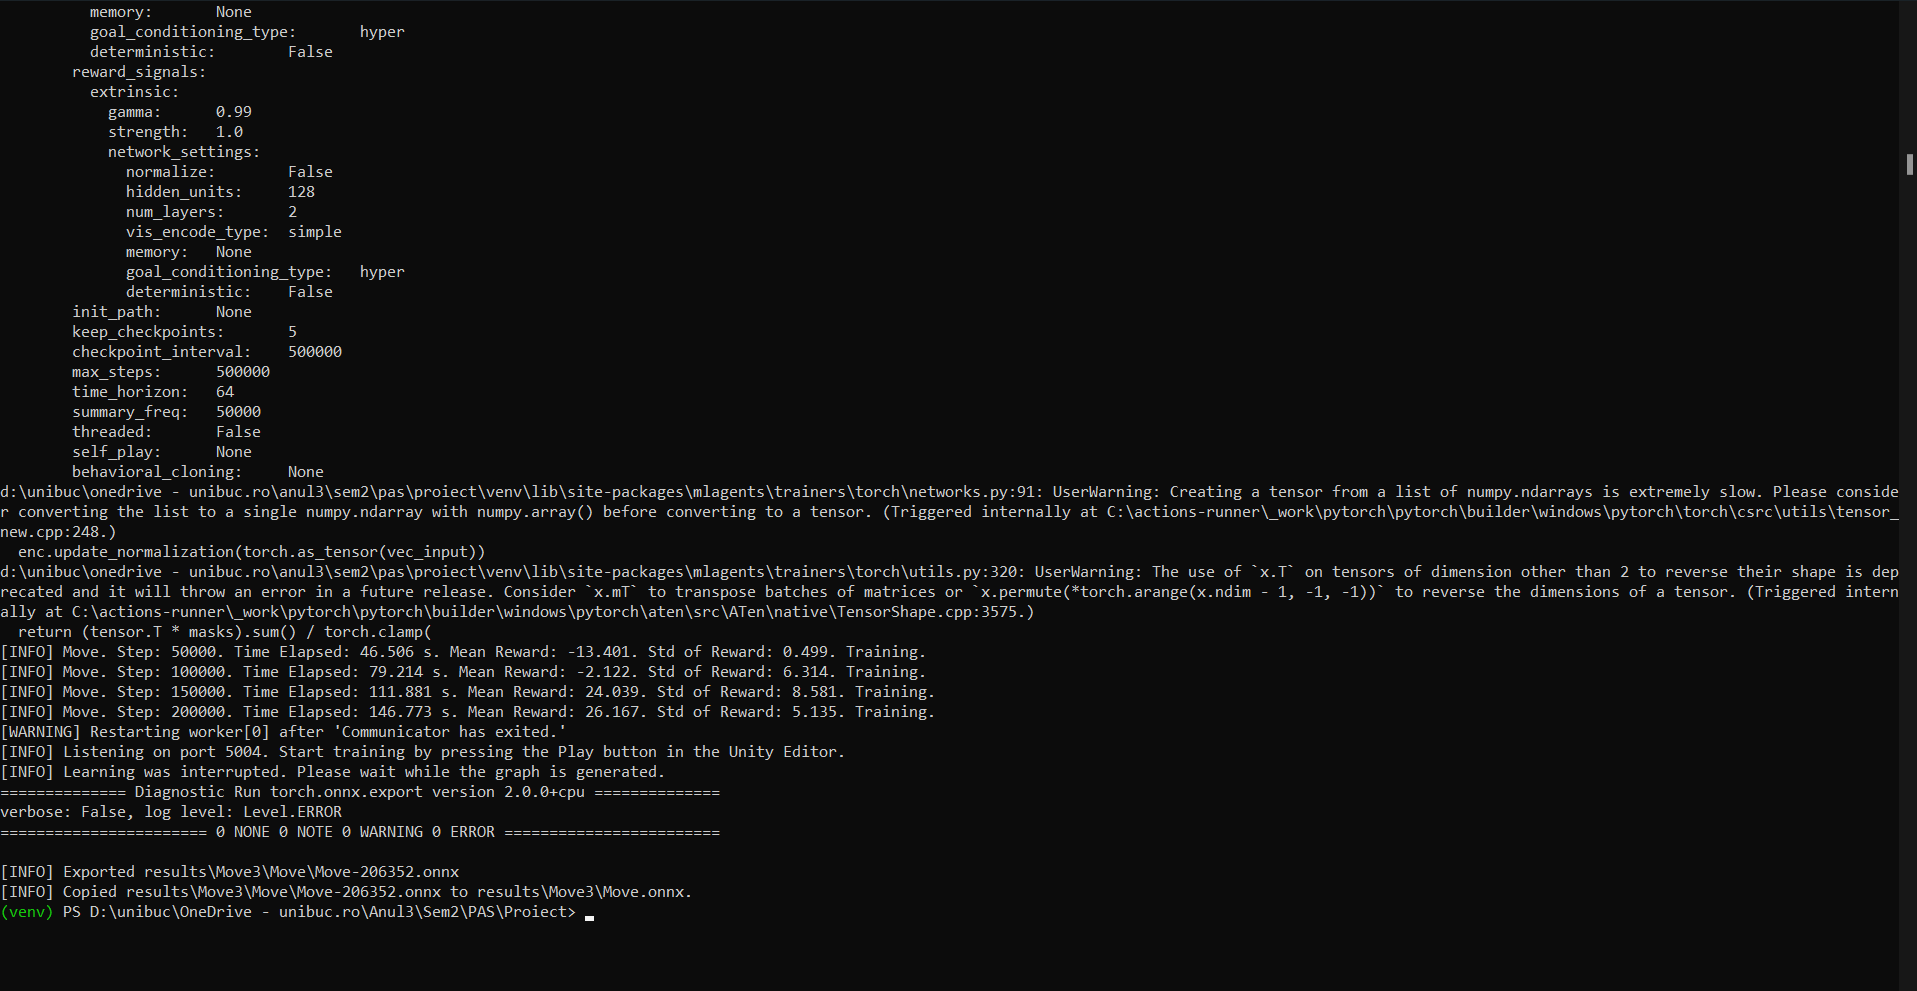 memory: None
goal_conditioning_type: hyper
deterministic: False
reward_signals:
extrinsic:
gamma: 0.99
strength: 1.0
network_settings:
normalize: False
hidden_units: 128
num_layers: 2
vis_encode_type: simple
memory: None
goal_conditioning_type: hyper
deterministic: False
init_path: None
keep_checkpoints: 5
checkpoint_interval: 500000
max_steps: 500000
time_horizon: 64
summary_freq: 50000
threaded: False
self_play: None
behavioral_cloning: None
d:\unibuc\onedrive - unibuc.ro\anul3\sem2\pas\proiect\venv\lib\site-packages\mlagents\trainers\torch\networks.py:91: UserWarning: Creating a tensor from a list of numpy.ndarrays is extremely slow. Please conside
r converting the list to a single numpy.ndarray with numpy.array() before converting to a tensor. (Triggered internally at C:\actions-runner\_work\pytorch\pytorch\builder\windows\pytorch\torch\csrc\utils\tensor_
new.cpp:248.)
enc.update_normalization(torch.as_tensor(vec_input))
d:\unibuc\onedrive - unibuc.ro\anul3\sem2\pas\proiect\venv\lib\site-packages\mlagents\trainers\torch\utils.py:320: UserWarning: The use of `x.T` on tensors of dimension other than 2 to reverse their shape is dep
recated and it will throw an error in a future release. Consider `x.mT` to transpose batches of matrices or `x.permute(*torch.arange(x.ndim - 1, -1, -1))` to reverse the dimensions of a tensor. (Triggered intern
ally at C:\actions-runner\_work\pytorch\pytorch\builder\windows\pytorch\aten\src\ATen\native\TensorShape.cpp:3575.)
return (tensor.T * masks).sum() / torch.clamp(
[INFO] Move. Step: 50000. Time Elapsed: 46.506 s. Mean Reward: -13.401. Std of Reward: 0.499. Training.
[INFO] Move. Step: 100000. Time Elapsed: 79.214 s. Mean Reward: -2.122. Std of Reward: 6.314. Training.
[INFO] Move. Step: 150000. Time Elapsed: 111.881 s. Mean Reward: 24.039. Std of Reward: 8.581. Training.
[INFO] Move. Step: 200000. Time Elapsed: 146.773 s. Mean Reward: 26.167. Std of Reward: 5.135. Training.
[WARNING] Restarting worker[0] after 'Communicator has exited.'
[INFO] Listening on port 5004. Start training by pressing the Play button in the Unity Editor.
[INFO] Learning was interrupted. Please wait while the graph is generated.
============== Diagnostic Run torch.onnx.export version 2.0.0+cpu ==============
verbose: False, log level: Level.ERROR
======================= 0 NONE 0 NOTE 0 WARNING 0 ERROR ========================
[INFO] Exported results\Move3\Move\Move-206352.onnx
[INFO] Copied results\Move3\Move\Move-206352.onnx to results\Move3\Move.onnx.
(venv) PS D:\unibuc\OneDrive - unibuc.ro\Anul3\Sem2\PAS\Proiect>